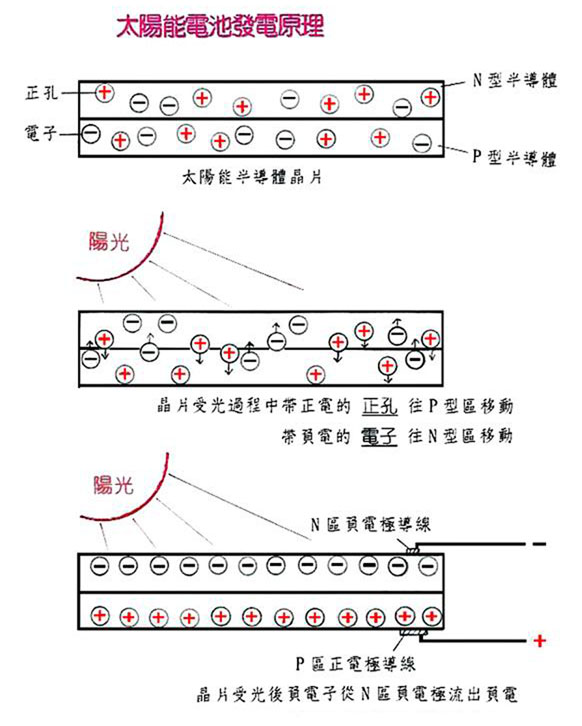 太陽能電池發電原理
正孔
N型半導體
電子
P型半導體
太陽能半導體晶片
陽光
晶片受光過程中帶正電的 正孔 往P型區移動
帶負電的 電子 往N型區移動
陽光
N區負電極導線
P區正電極導線
晶片受光後負電子從N區負電極流出負電